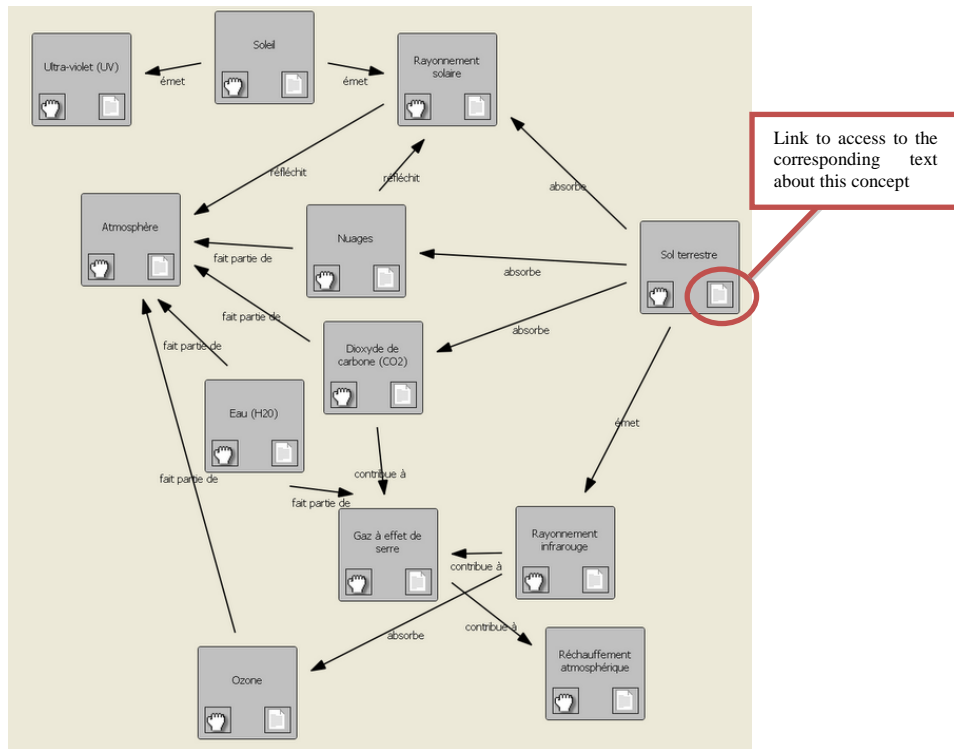 Soleil
Ultra-violet (UV)
Rayonnement
solaire
émet
émet
Link to access to the
corresponding text
about this concept
réfléchit
réfléchit
absorbe
Atmosphère
Nuages
Sol terrestre
fait partie de
absorbe
fait partie de
absorbe
fait partie de
Dioxyde de
carbone (CO2)
Eau (H20)
émet
contribue à
fait partie de
fait partie de
Gaz à effet de
serre
Rayonnement
infrarouge
contribue à
contribue à
absorbe
Réchauffement
atmosphérique
Ozone